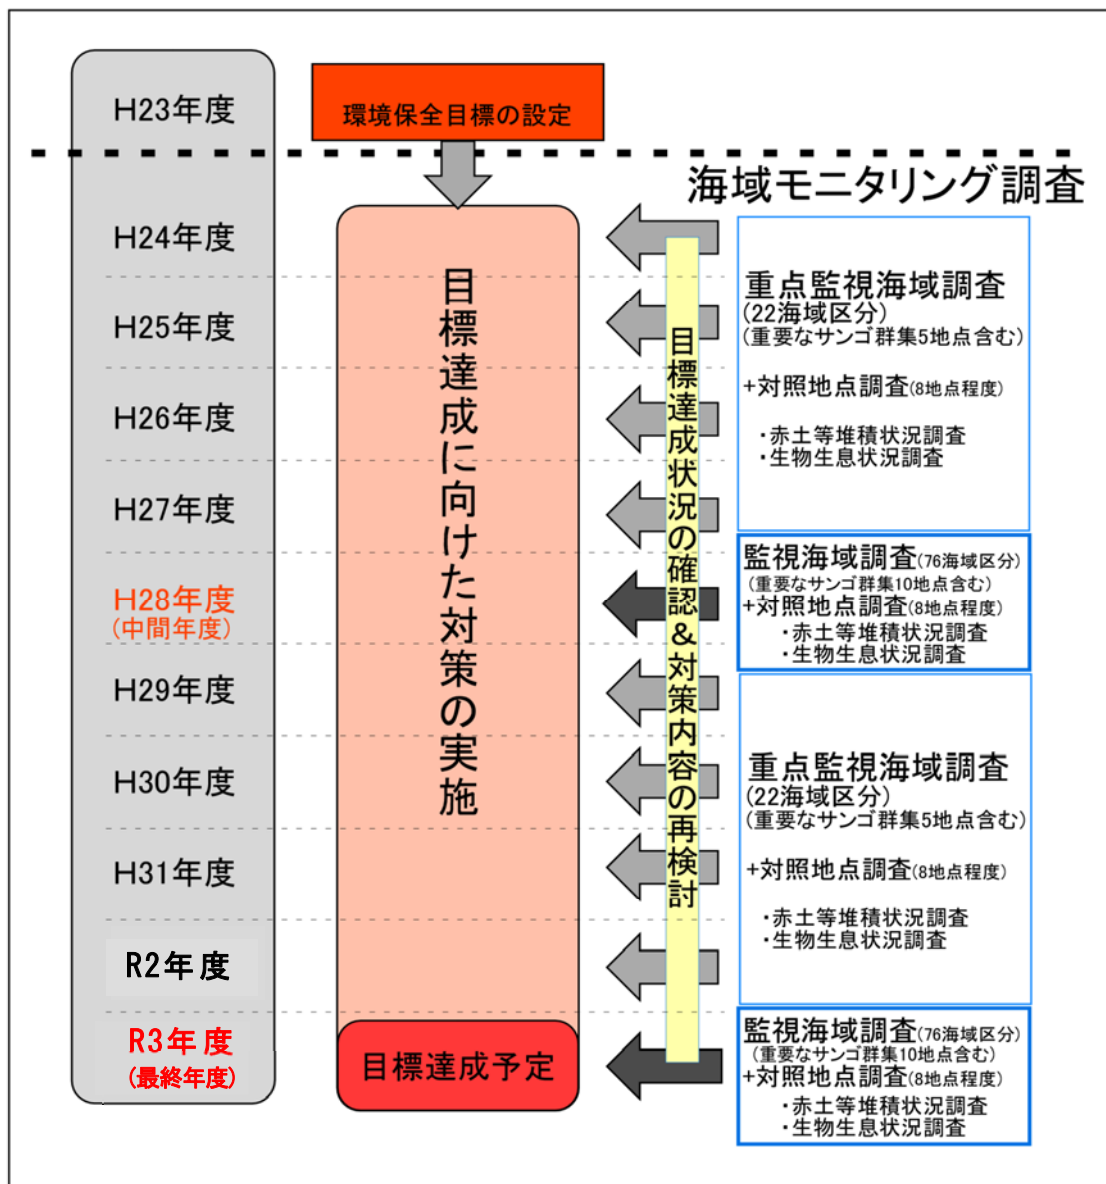 H23年度
環境保全目標の設定
海域モニタリング調査
H24年度
H25年度
H26年度
H27年度
H28年度
(中間年度)
H29年度
H30年度
H31年度
R2年度
R3年度
(最終年度)
目標達成に向けた対策の実施
目標達成予定
目標達成状況の確認&対策内容の再検討
重点監視海域調査
(22海域区分)
(重要なサンゴ群集5地点含む)
+対照地点調査(8地点程度)
・赤土等堆積状況調査
・生物生息状況調査
監視海域調査(76海域区分)
(重要なサンゴ群集10地点含む)
+対照地点調査(8地点程度)
・赤土等堆積状況調査
・生物生息状況調査
重点監視海域調査
(22海域区分)
(重要なサンゴ群集5地点含む)
+対照地点調査(8地点程度)
・赤土等堆積状況調査
・生物生息状況調査
監視海域調査(76海域区分)
(重要なサンゴ群集10地点含む)
+対照地点調査(8地点程度)
・赤土等堆積状況調査
・生物生息状況調査